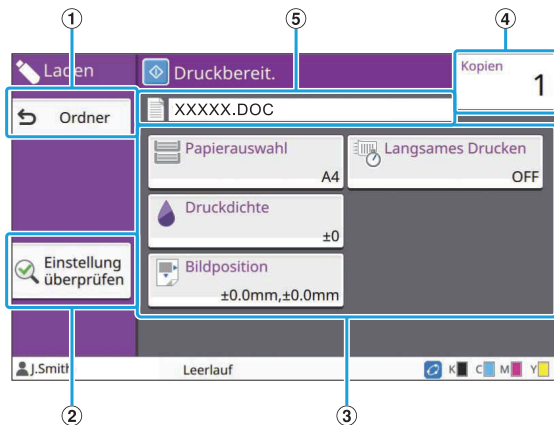 ① ⑤ ④
Laden
Druckbereit.
Kopien
1
Ordner
XXXXX.DOC
Papierauswahl
A4
Langsames Drucken
OFF
Druckdichte
±0
Einstellung
überprüfen
Bildposition
±0.0mm,±0.0mm
J.Smith
Leerlauf
K C M Y
② ③